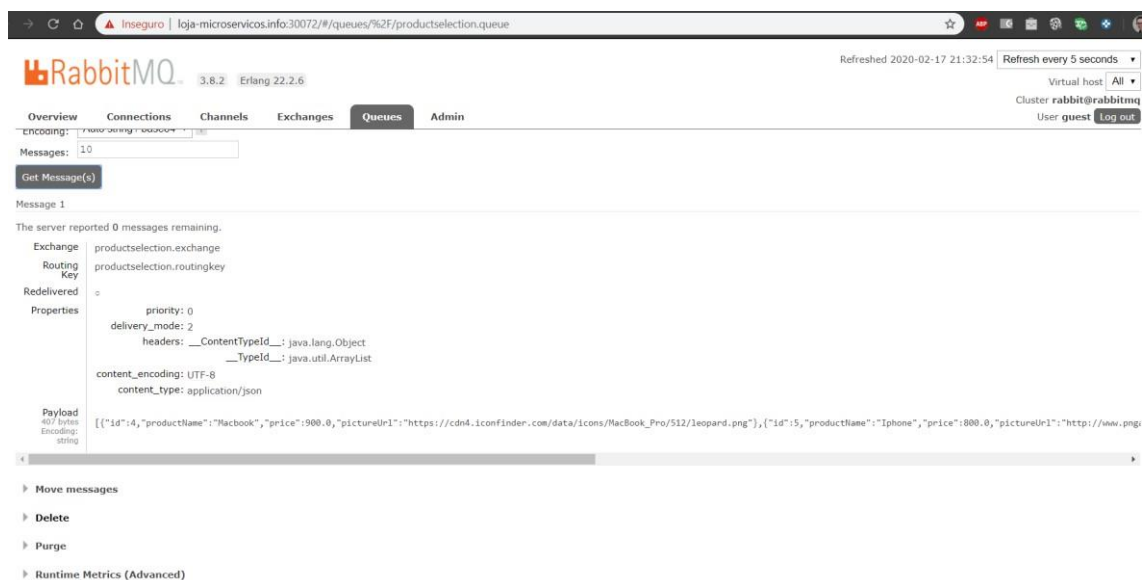 Inseguro | loja-microservicos.info:30072/#/queues/%2F/productselection.queue
ABP
RabbitMQ 3.8.2 Erlang 22.2.6
Refreshed 2020-02-17 21:32:54 Refresh every 5 seconds
Virtual host All
Cluster rabbit@rabbitmq
User guest Log out
Overview Connections Channels Exchanges Queues Admin
Encoding: Auto string / base64
Messages: 10
Get Message(s)
Message 1
The server reported 0 messages remaining.
Exchange productselection.exchange
Routing Key productselection.routingkey
Redelivered ○
Properties priority: 0
delivery_mode: 2
headers: __ContentTypeId__: java.lang.Object
__TypeId__: java.util.ArrayList
content_encoding: UTF-8
content_type: application/json
Payload
407 bytes
Encoding: string
[{"id":4,"productName":"Macbook","price":900.0,"pictureUrl":"https://cdn4.iconfinder.com/data/icons/MacBook_Pro/512/leopard.png"},{"id":5,"productName":"Iphone","price":800.0,"pictureUrl":"http://www.pnga
Move messages
Delete
Purge
Runtime Metrics (Advanced)